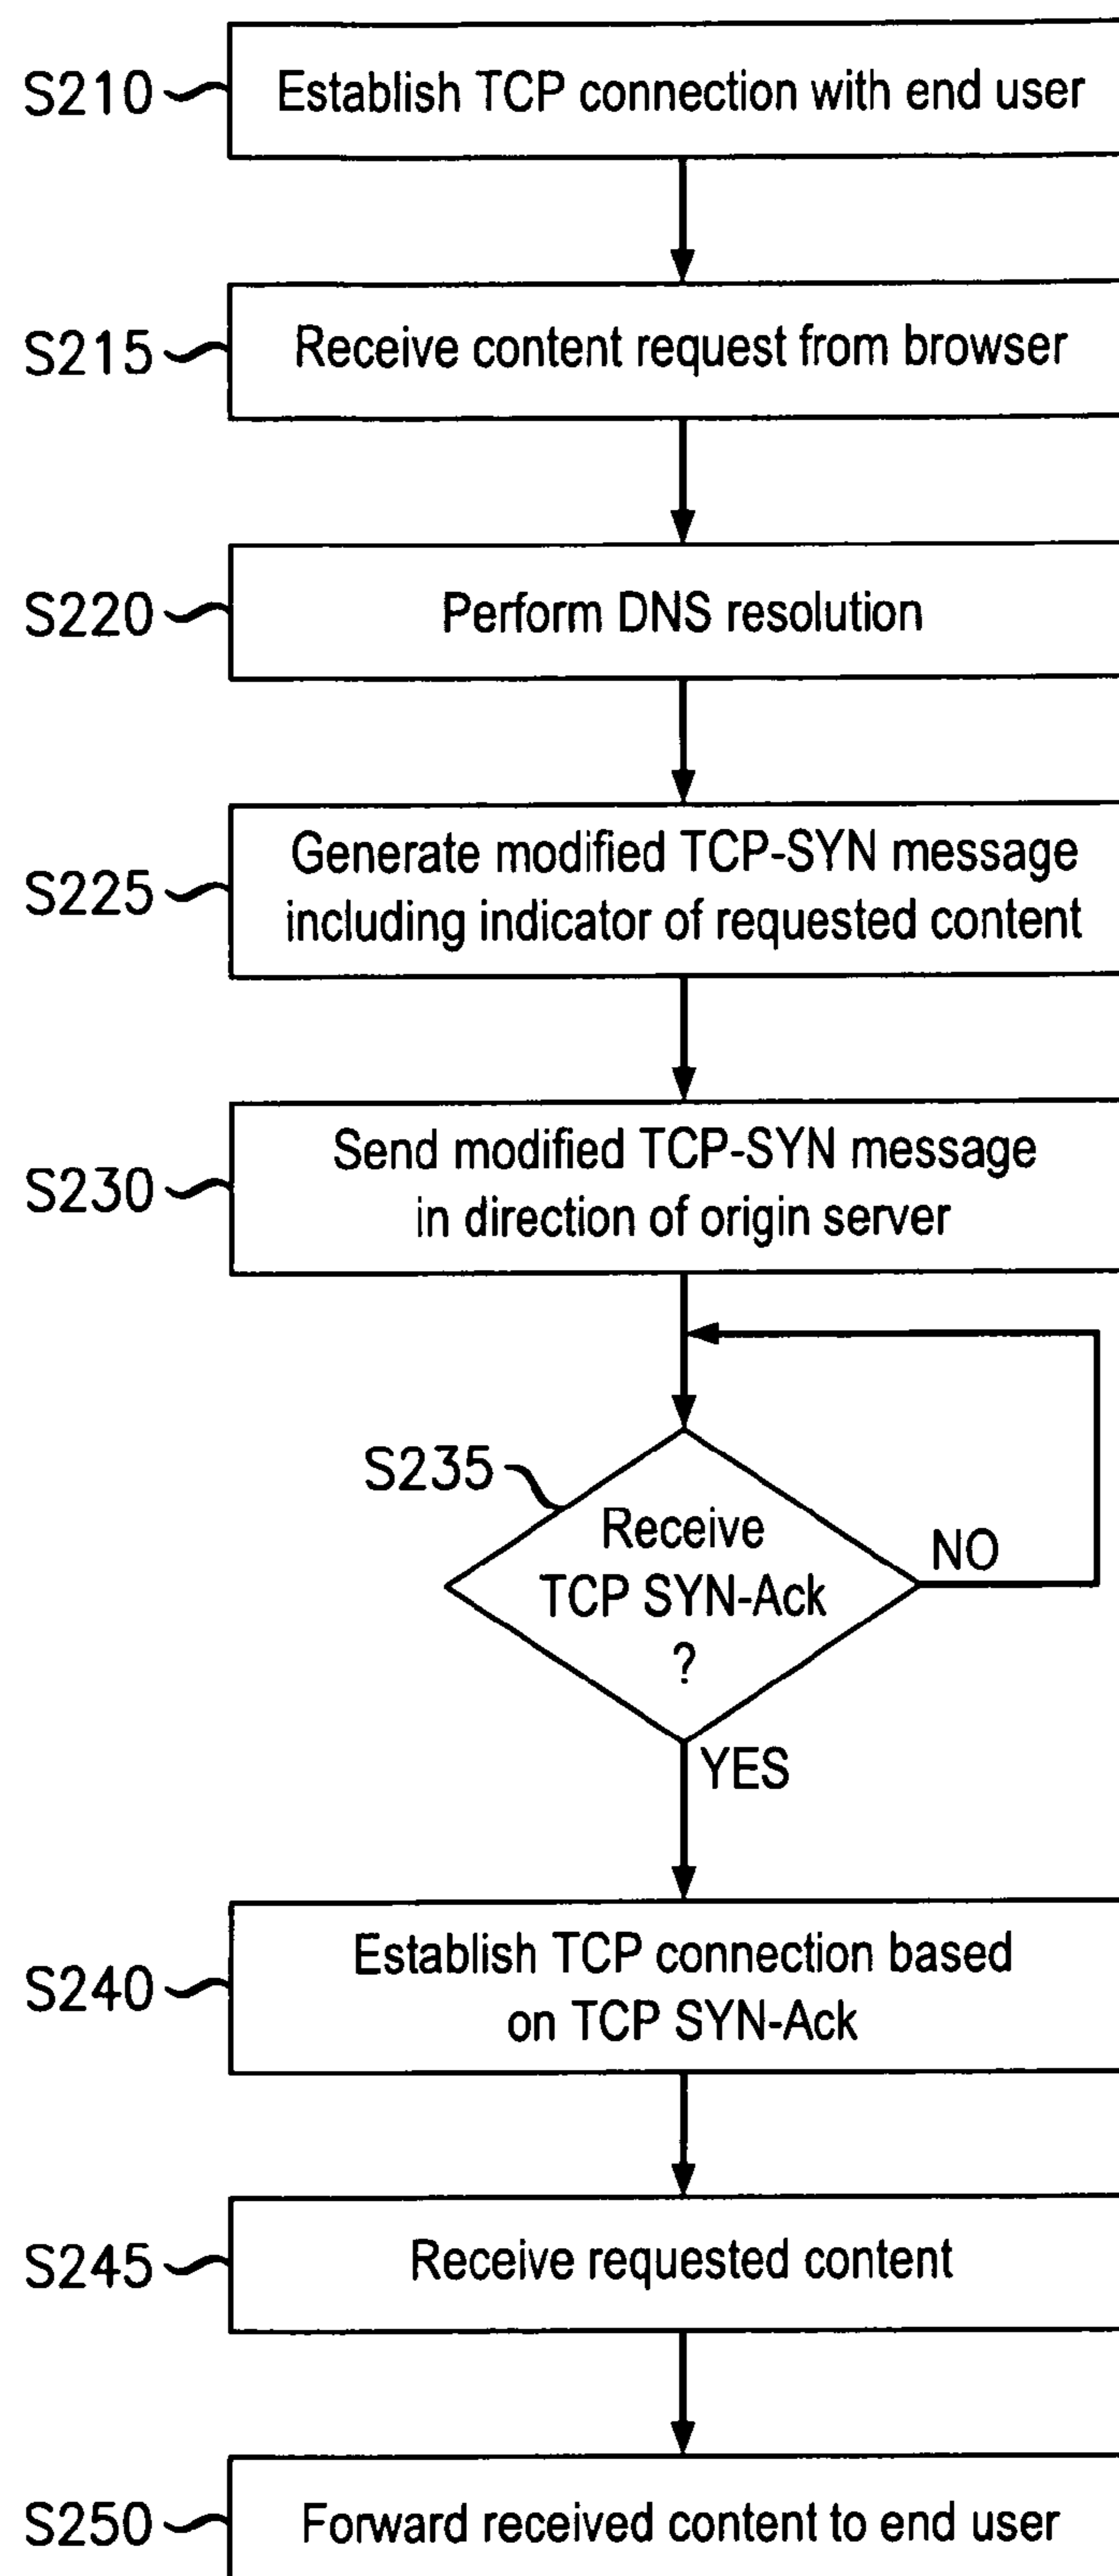 S210
Establish TCP connection with end user
S215
Receive content request from browser
S220
Perform DNS resolution
S225
Generate modified TCP-SYN message
including indicator of requested content
S230
Send modified TCP-SYN message
in direction of origin server
S235
Receive
TCP SYN-Ack
?
NO
YES
S240
Establish TCP connection based
on TCP SYN-Ack
S245
Receive requested content
S250
Forward received content to end user